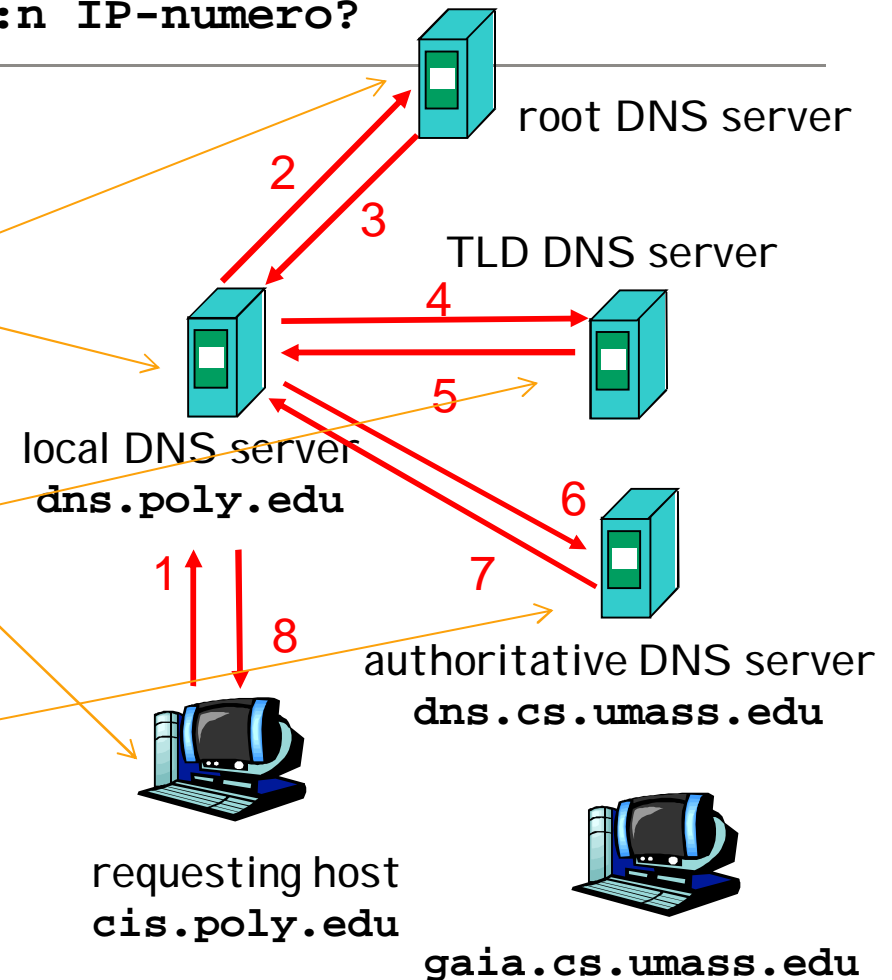 :n IP-numero?
root DNS server
2
3
TLD DNS server
4
5
local DNS server
dns.poly.edu
6
7
1
8
authoritative DNS server
dns.cs.umass.edu
requesting host
cis.poly.edu
gaia.cs.umass.edu